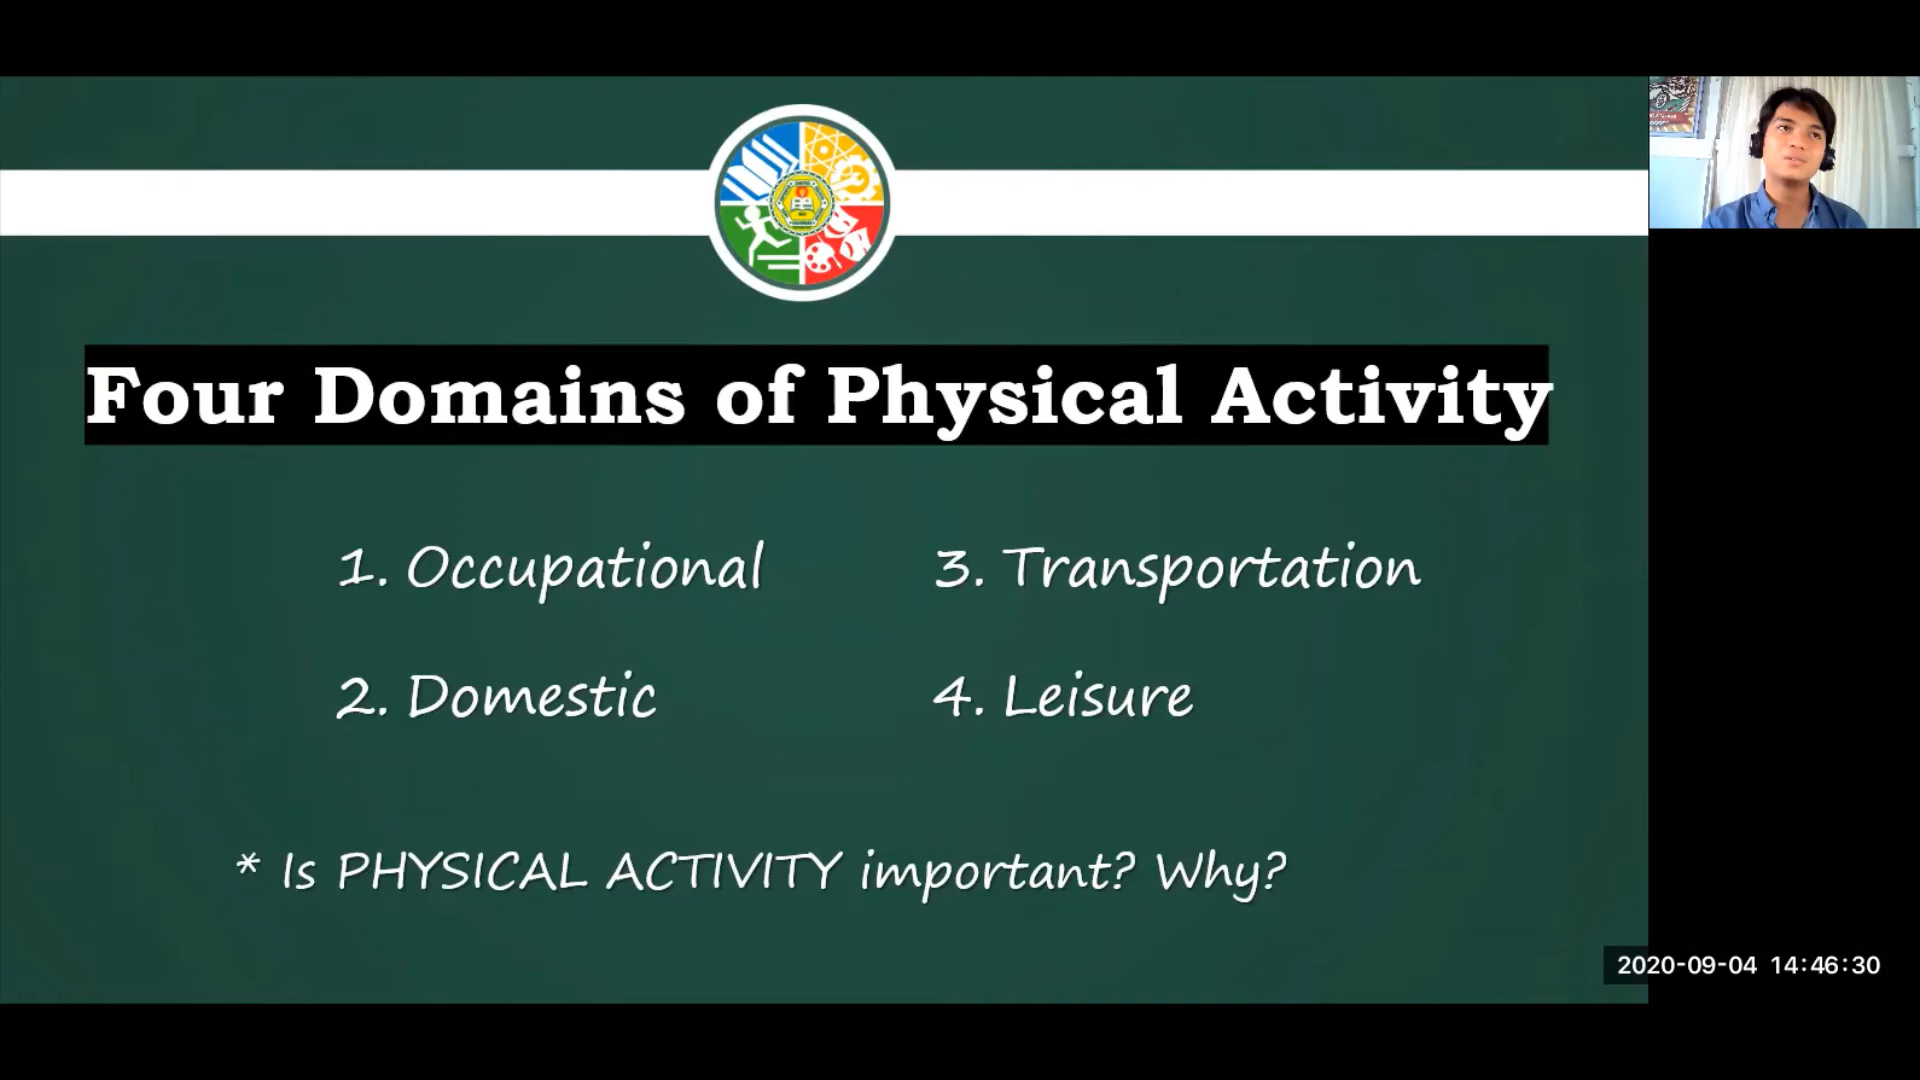 Four Domains of Physical Activity
1. Occupational
2. Domestic
3. Transportation
4. Leisure
* Is PHYSICAL ACTIVITY important? Why?
2020-09-04 14:46:30